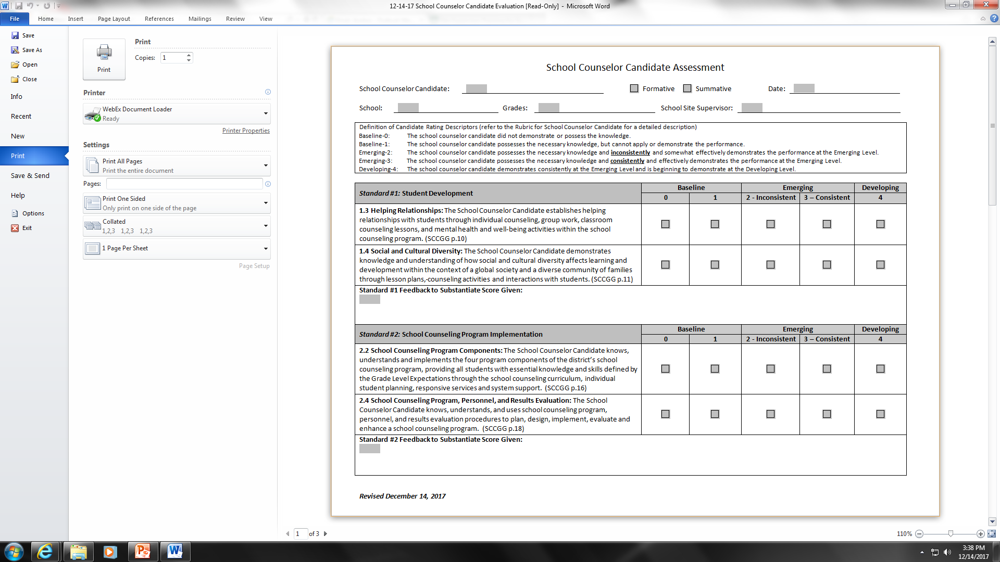 12-14-17 School Counselor Candidate Evaluation [Read-Only] - Microsoft Word
File Home Insert Page Layout References Mailings Review View
Save
Save As
Open
Close
Info
Recent
New
Print
Save & Send
Help
Options
Exit
Print
Print
Copies: 1
Printer
WebEx Document Loader
Ready
Printer Properties
Settings
Print All Pages
Print the entire document
Pages:
Print One Sided
Only print on one side of the page
Collated
1,2,3 1,2,3 1,2,3
1 Page Per Sheet
Page Setup
School Counselor Candidate Assessment
School Counselor Candidate: Formative Summative Date:
School: Grades: School Site Supervisor:
Definition of Candidate Rating Descriptors (refer to the Rubric for School Counselor Candidate for a detailed description)
Baseline-0: The school counselor candidate did not demonstrate or possess the knowledge.
Baseline-1: The school counselor candidate possesses the necessary knowledge, but cannot apply or demonstrate the performance.
Emerging-2: The school counselor candidate possesses the necessary knowledge and inconsistently and somewhat effectively demonstrates the performance at the Emerging Level.
Emerging-3: The school counselor candidate possesses the necessary knowledge and consistently and effectively demonstrates the performance at the Emerging Level.
Developing-4: The school counselor candidate demonstrates consistently at the Emerging Level and is beginning to demonstrate at the Developing Level.
Standard #1: Student Development Baseline Emerging Developing
0 1 2 - Inconsistent 3 – Consistent 4
1.3 Helping Relationships: The School Counselor Candidate establishes helping
relationships with students through individual counseling, group work, classroom
counseling lessons, and mental health and well-being activities within the school
counseling program. (SCCGG p.10)
1.4 Social and Cultural Diversity: The School Counselor Candidate demonstrates
knowledge and understanding of how social and cultural diversity affects learning and
development within the context of a global society and a diverse community of families
through lesson plans,-counseling activities and interactions with students. (SCCGG p.11)
Standard #1 Feedback to Substantiate Score Given:
Standard #2: School Counseling Program Implementation Baseline Emerging Developing
0 1 2 - Inconsistent 3 – Consistent 4
2.2 School Counseling Program Components: The School Counselor Candidate knows,
understands and implements the four program components of the district's school
counseling program, providing all students with essential knowledge and skills defined by
the Grade Level Expectations through the school counseling curriculum, individual
student planning, responsive services and system support. (SCCGG p.16)
2.4 School Counseling Program, Personnel, and Results Evaluation: The School
Counselor Candidate knows, understands, and uses school counseling program,
personnel, and results evaluation procedures to plan, design, implement, evaluate and
enhance a school counseling program. (SCCGG p.18)
Standard #2 Feedback to Substantiate Score Given:
Revised December 14, 2017
1 of 3
110%
3:38 PM
12/14/2017